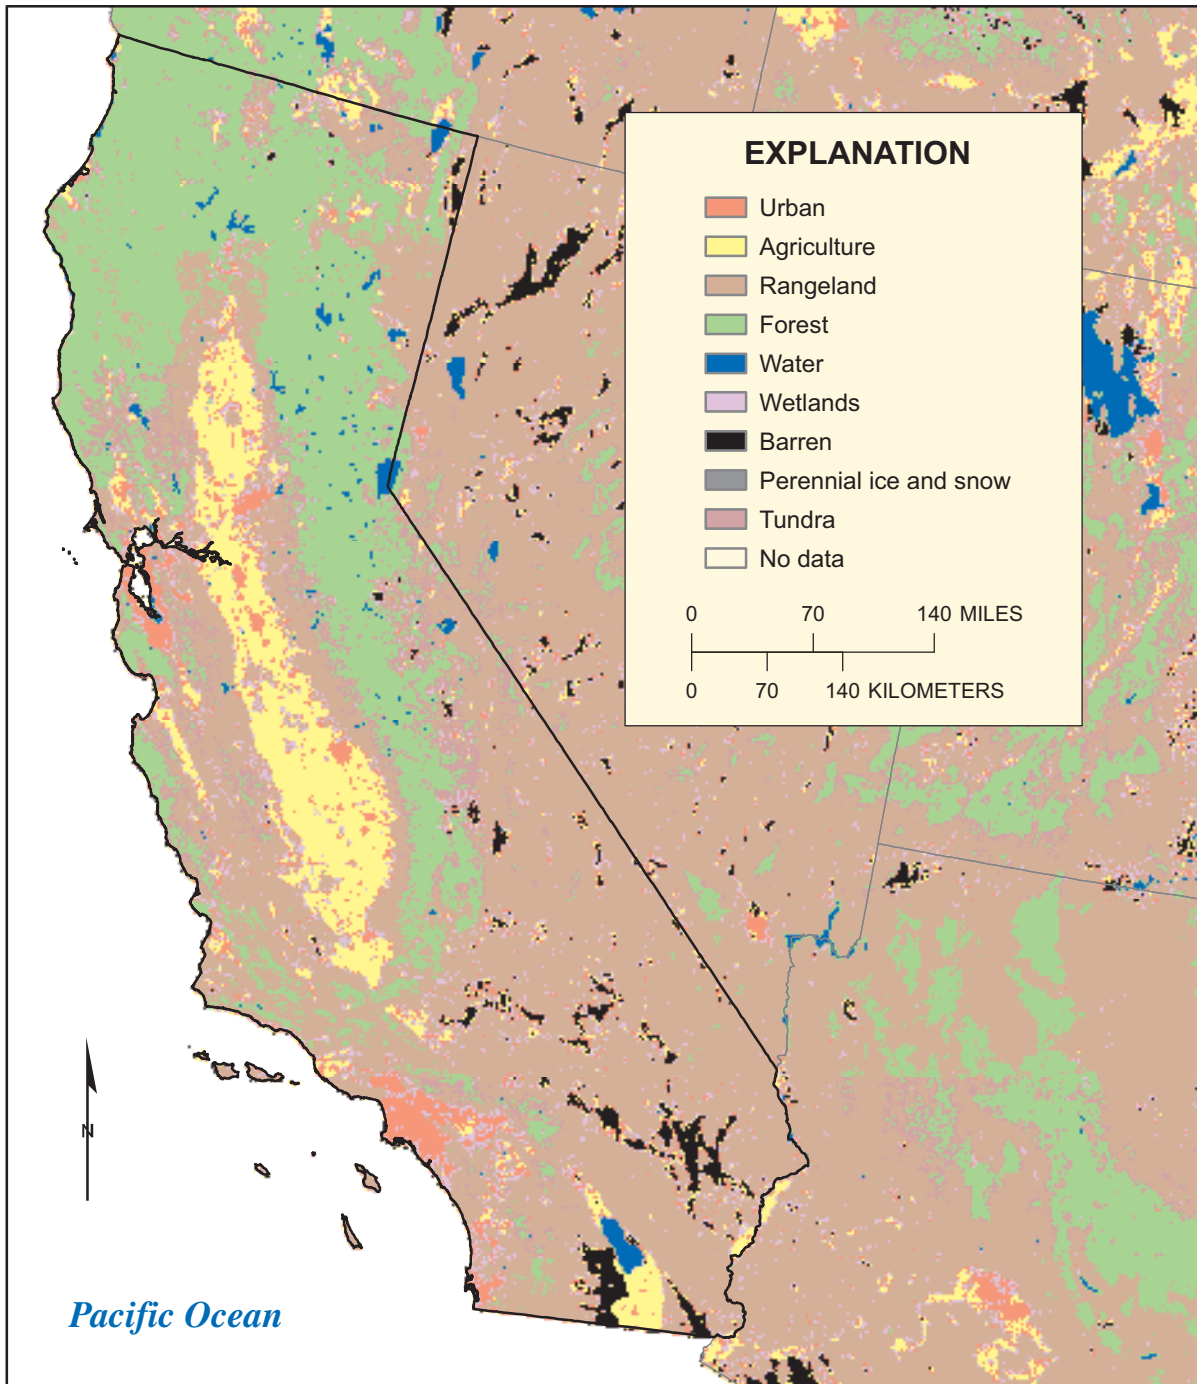 EXPLANATION
Urban
Agriculture
Rangeland
Forest
Water
Wetlands
Barren
Perennial ice and snow
Tundra
No data
0 70 140 MILES
0 70 140 KILOMETERS
N
Pacific Ocean